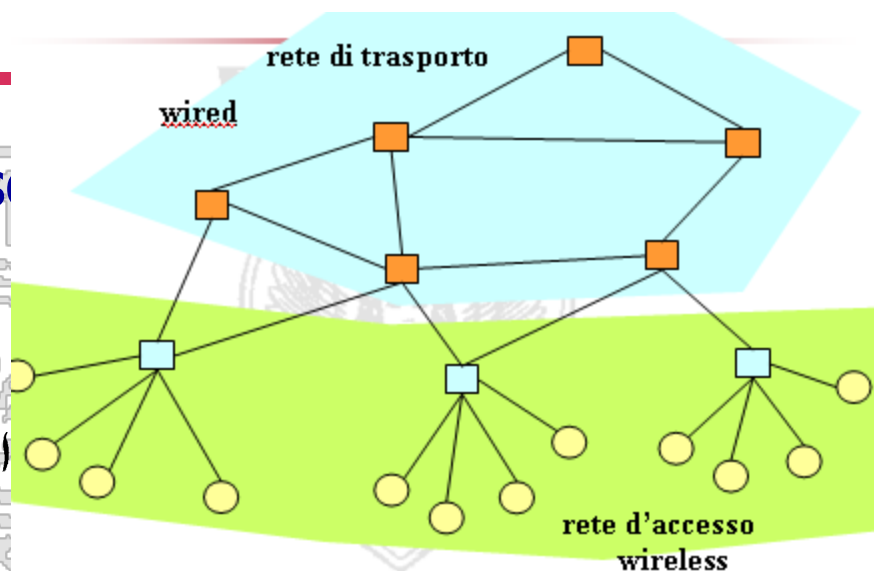 rete di trasporto
wired
rete d'accesso
wireless